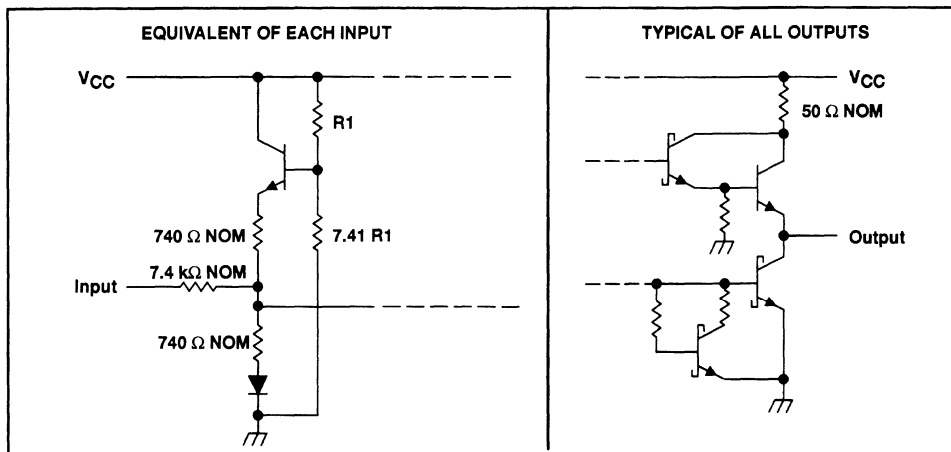 EQUIVALENT OF EACH INPUT
VCC
R1
740 Ω NOM
7.41 R1
7.4 kΩ NOM
Input
740 Ω NOM
TYPICAL OF ALL OUTPUTS
VCC
50 Ω NOM
Output